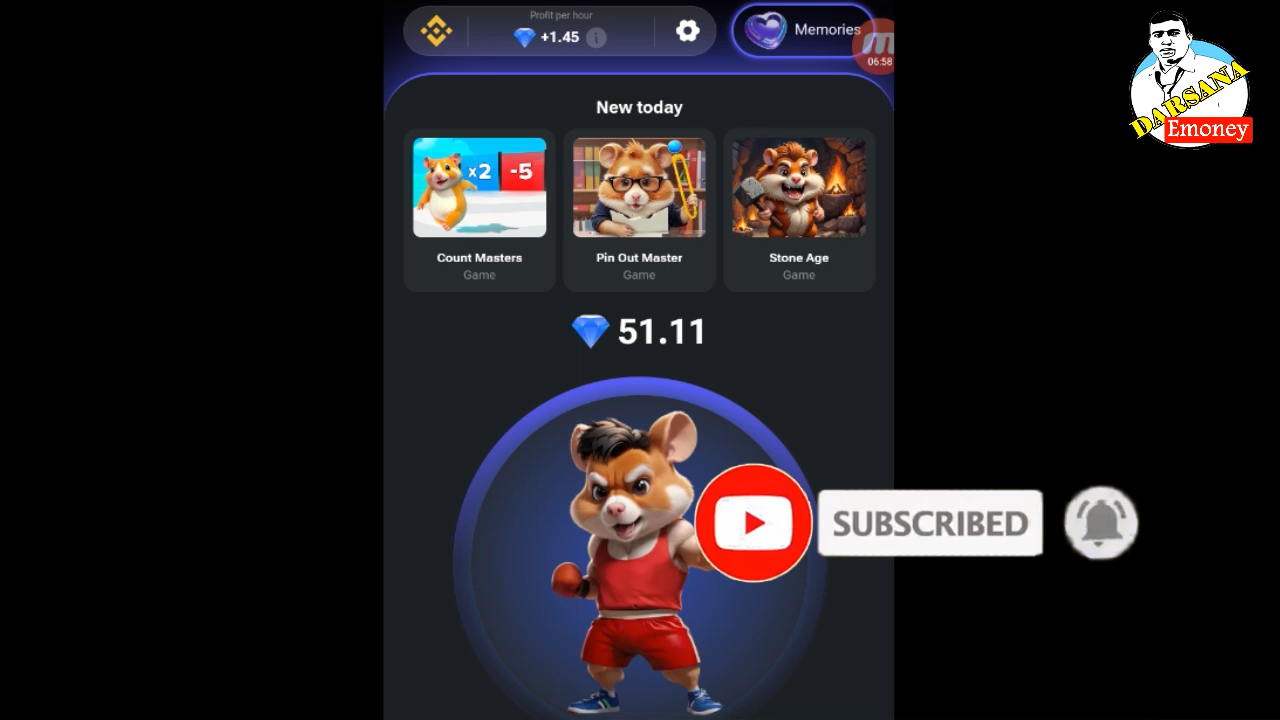 Profit per hour
+1.45
Memories
06:58
New today
x2 -5
Count Masters
Game
Pin Out Master
Game
Stone Age
Game
51.11
SUBSCRIBED
DARSANA
Emoney